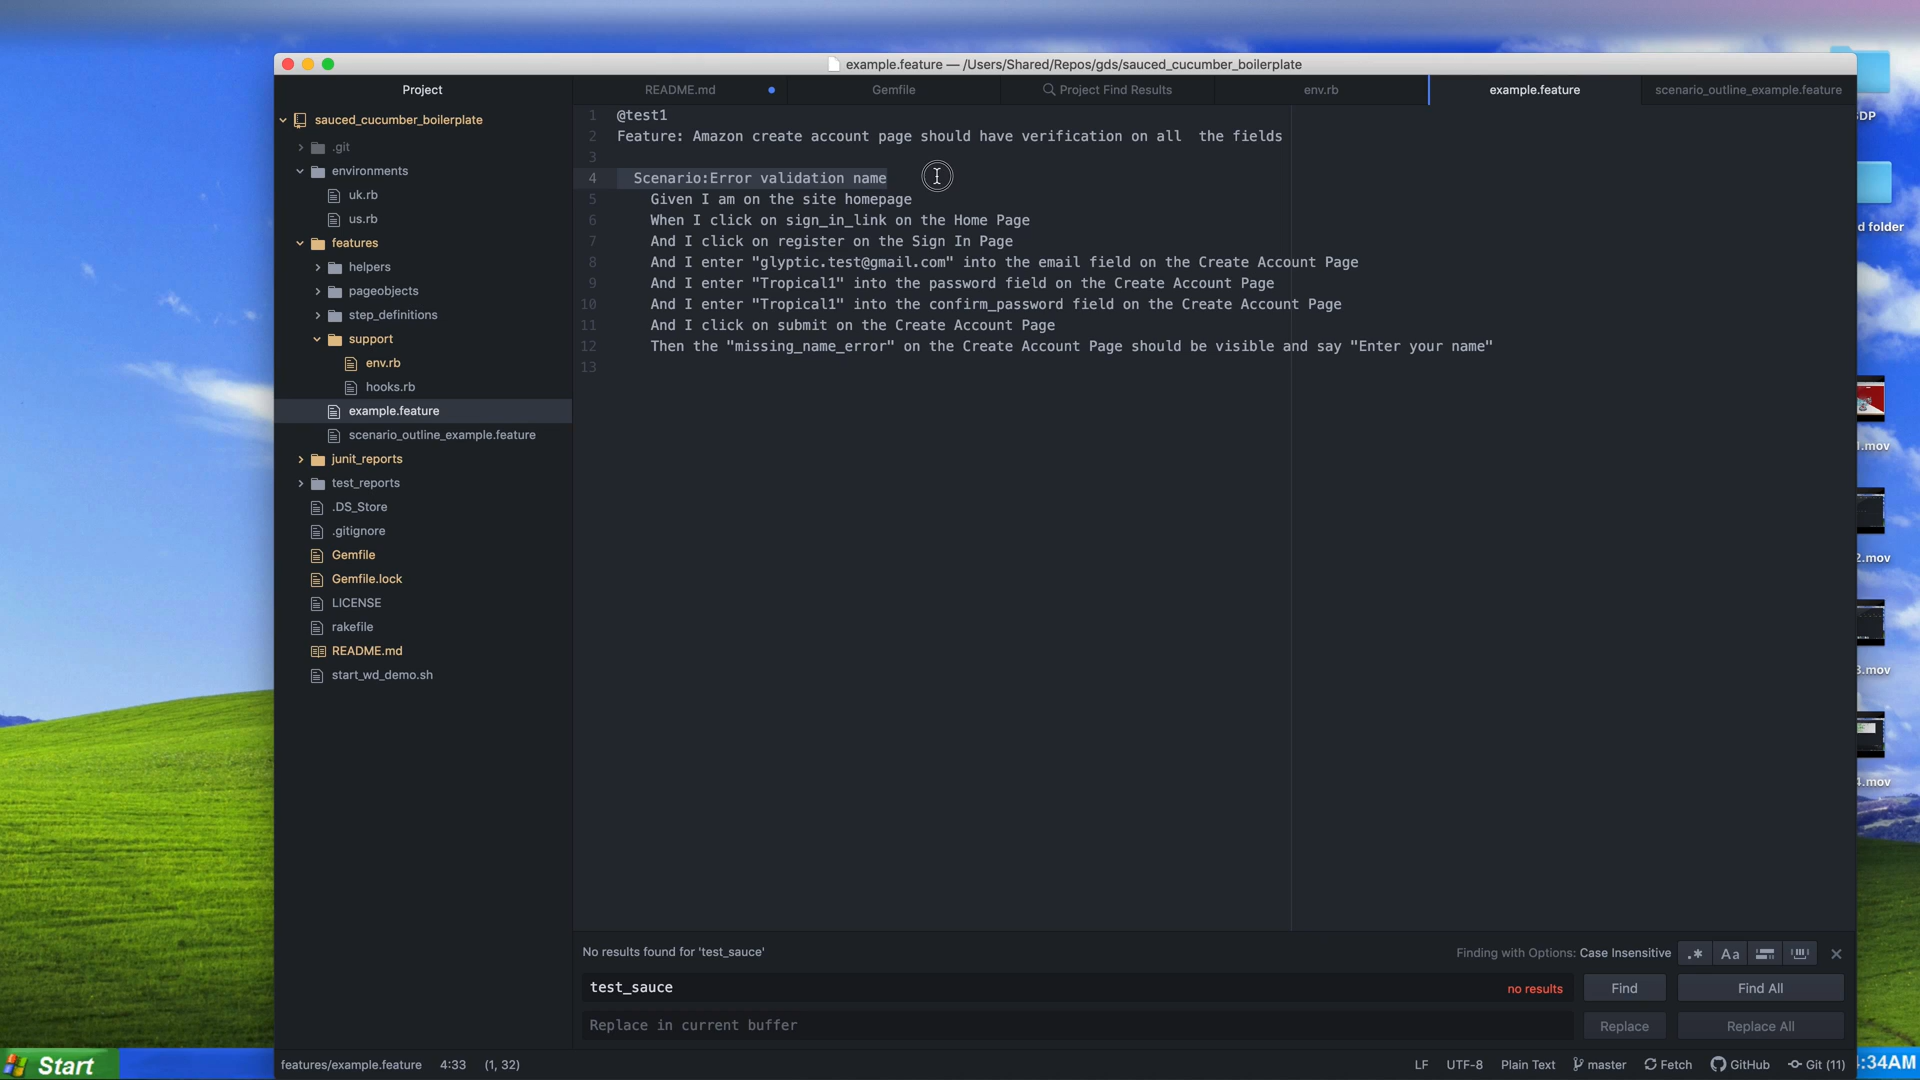 example.feature — /Users/Shared/Repos/gds/sauced_cucumber_boilerplate
Project
README.md
Gemfile
Project Find Results
env.rb
example.feature
scenario_outline_example.feature
sauced_cucumber_boilerplate
.git
environments
uk.rb
us.rb
features
helpers
pageobjects
step_definitions
support
env.rb
hooks.rb
example.feature
scenario_outline_example.feature
junit_reports
test_reports
.DS_Store
.gitignore
Gemfile
Gemfile.lock
LICENSE
rakefile
README.md
start_wd_demo.sh
1 @test1
2 Feature: Amazon create account page should have verification on all  the fields
3
4 Scenario:Error validation name
5 Given I am on the site homepage
6 When I click on sign_in_link on the Home Page
7 And I click on register on the Sign In Page
8 And I enter "glyptic.test@gmail.com" into the email field on the Create Account Page
9 And I enter "Tropical1" into the password field on the Create Account Page
10 And I enter "Tropical1" into the confirm_password field on the Create Account Page
11 And I click on submit on the Create Account Page
12 Then the "missing_name_error" on the Create Account Page should be visible and say "Enter your name"
13
No results found for 'test_sauce'
Finding with Options: Case Insensitive
.* Aa
test_sauce
no results
Find
Find All
Replace in current buffer
Replace
Replace All
features/example.feature 4:33 (1, 32)
LF UTF-8 Plain Text master Fetch GitHub Git (11)
Start
:34AM
DP
d folder
.mov
2.mov
3.mov
4.mov